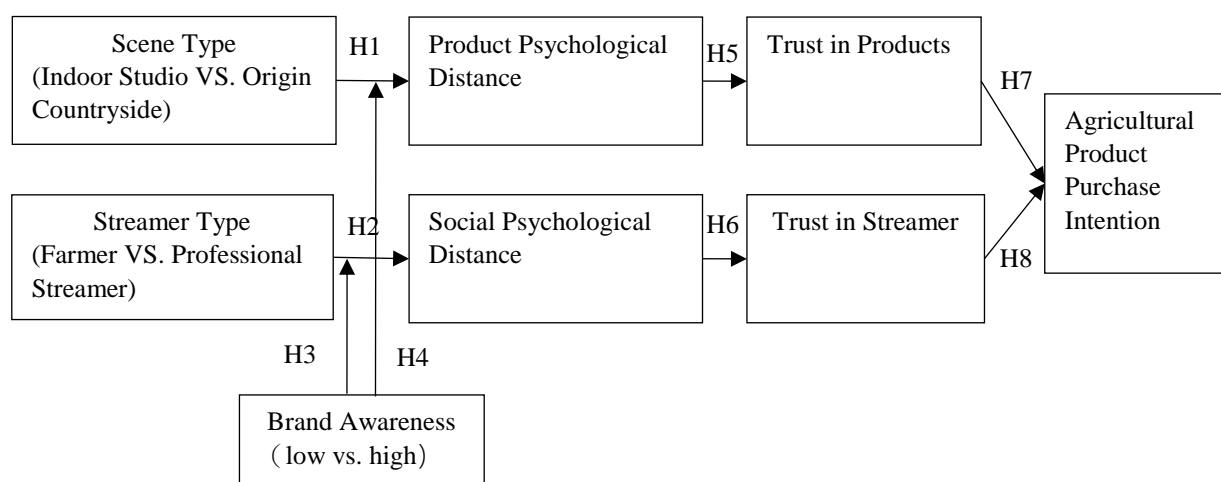 Scene Type
(Indoor Studio VS. Origin
Countryside)
H1
Product Psychological
Distance
H5
Trust in Products
H7
Agricultural
Product
Purchase
Intention
Streamer Type
(Farmer VS. Professional
Streamer)
H2
Social Psychological
Distance
H6
Trust in Streamer
H8
H3
H4
Brand Awareness
（low vs. high）